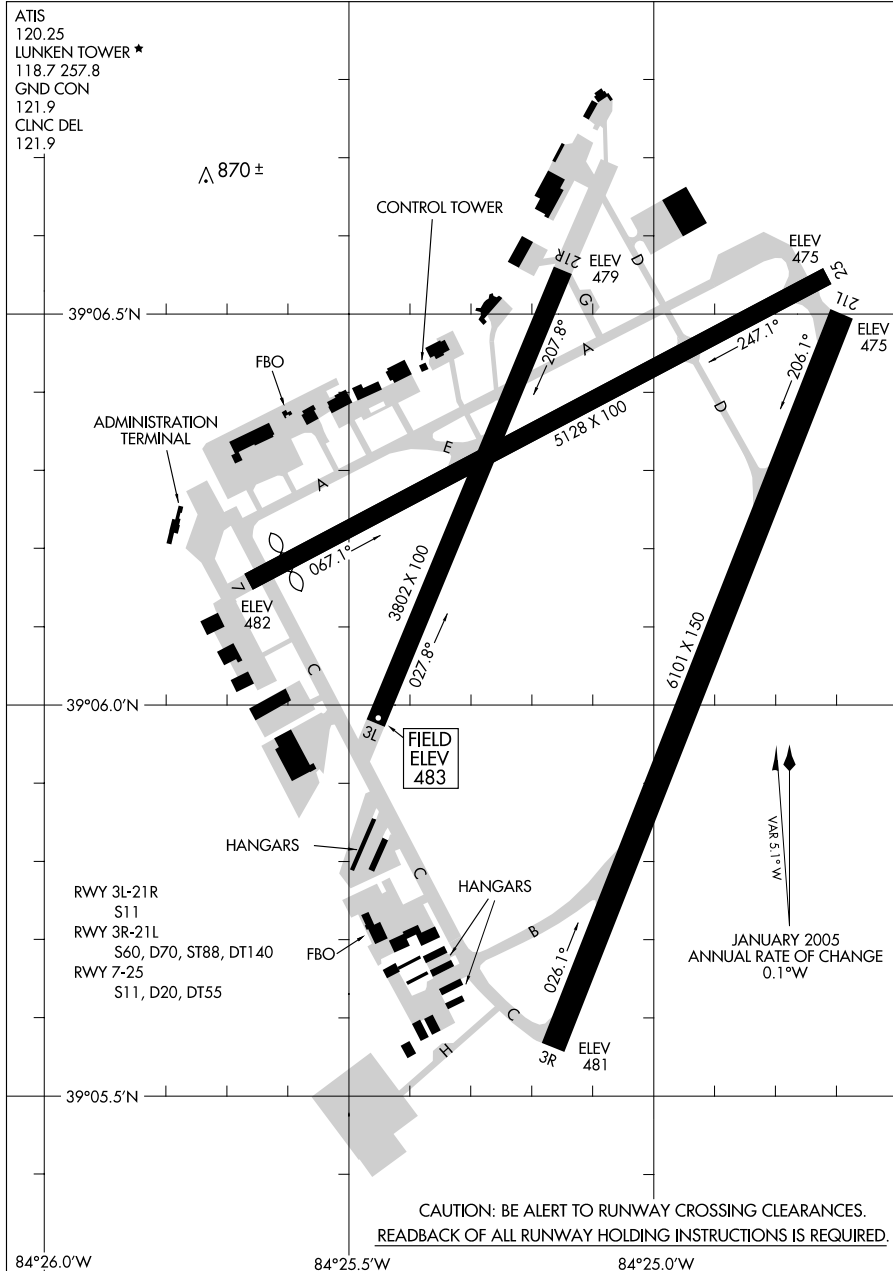 ATIS
120.25
LUNKEN TOWER ★
118.7 257.8
GND CON
121.9
CLNC DEL
121.9
870 ±
CONTROL TOWER
FBO
ADMINISTRATION
TERMINAL
39°06.5'N
21R
ELEV
479
D
G
A
ELEV
475
25
21L
ELEV
475
207.8°
247.1°
206.1°
D
5128 X 100
E
A
067.1°
7
ELEV
482
3802 X 100
027.8°
C
6101 X 150
39°06.0'N
3L
FIELD
ELEV
483
VAR 5.1° W
JANUARY 2005
ANNUAL RATE OF CHANGE
0.1°W
HANGARS
C
HANGARS
RWY 3L-21R
S11
RWY 3R-21L
S60, D70, ST88, DT140
RWY 7-25
S11, D20, DT55
FBO
B
026.1°
C
H
3R
ELEV
481
39°05.5'N
CAUTION: BE ALERT TO RUNWAY CROSSING CLEARANCES.
READBACK OF ALL RUNWAY HOLDING INSTRUCTIONS IS REQUIRED.
84°26.0'W
84°25.5'W
84°25.0'W